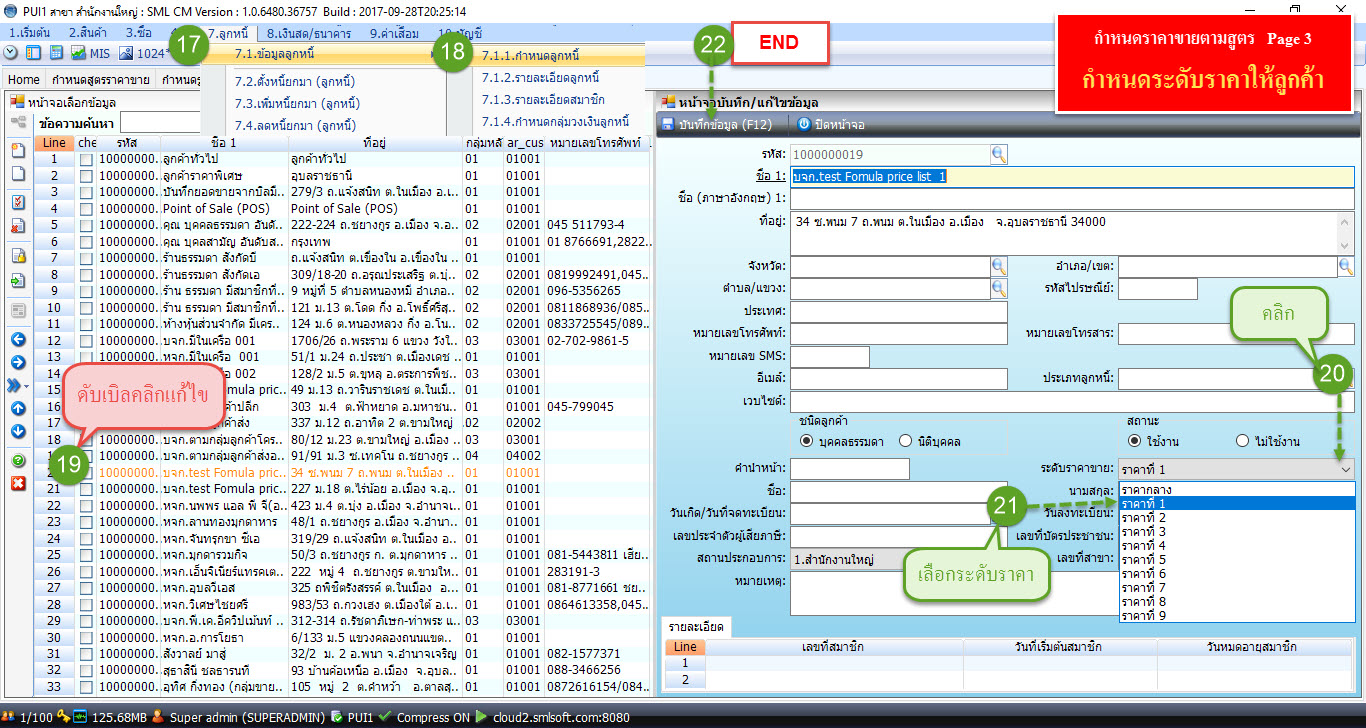 PUI1 สาขา สำนักงานใหญ่ : SML CM Version : 1.0.6480.36757  Build : 2017-09-28T20:25:14
1.เริ่มต้น 2.สินค้า 3.ซื้อ 7.ลูกหนี้ 8.เงินสด/ธนาคาร 9.ค่าเสื่อม
MIS 1024*
17 7.1.ข้อมูลลูกหนี้
7.2.ตั้งหนี้ยกมา (ลูกหนี้)
7.3.เพิ่มหนี้ยกมา (ลูกหนี้)
7.4.ลดหนี้ยกมา (ลูกหนี้)
18 7.1.1.กำหนดลูกหนี้
7.1.2.รายละเอียดลูกหนี้
7.1.3.รายละเอียดสมาชิก
7.1.4.กำหนดกลุ่มวงเงินลูกหนี้
22 END
กำหนดราคาขายตามสูตร Page 3
กำหนดระดับราคาให้ลูกค้า
Home กำหนดสูตรราคาขาย
หน้าจอเลือกข้อมูล
ข้อความค้นหา
Line che รหัส ชื่อ 1 ที่อยู่ กลุ่มหลั ar_cus หมายเลขโทรศัพท์
1 10000000.. ลูกค้าทั่วไป ลูกค้าทั่วไป 01 01001
2 10000000.. ลูกค้าราคาพิเศษ อุบลราชธานี 01 01001
3 10000000.. บันทึกยอดขายจากบิลมื.. 279/3 ถ.แจ้งสนิท ต.ในเมือง อ.. 01 01001
4 10000000.. Point of Sale (POS) Point of Sale (POS) 01 01001
5 10000000.. คุณ บุคคลธรรมดา อันดั.. 222-224 ถ.ชยางกูร อ.เมือง จ.อ.. 02 02001 045 511793-4
6 10000000.. คุณ บุคลสามัญ อันดับส.. กรุงเทพ 01 01001 01 8766691,2822..
7 10000000.. ร้านธรรมดา สังกัดบี ถ.แจ้งสนิท ต.เขื่องใน อ.เขื่องใน .. 01 01001
8 10000000.. ร้านธรรมดา สังกัดเอ 309/18-20 ถ.อรุณประเสริฐ ต.บุ่.. 02 02001 0819992491,045..
9 10000000.. ร้าน ธรรมดา มีสมาชิกที่.. 9 หมู่ที่ 5 ตำบลหนองหมี อำเภอ.. 02 02001 096-5356265
10 10000000.. ร้าน ธรรมดา มีสมาชิกที่.. 121 ม.13 ต.โดด กิ่ง อ.โพธิ์ศรีสุ.. 02 02001 0811868936/085..
11 10000000.. ห้างหุ้นส่วนจำกัด มีเคร.. 124 ม.6 ต.หนองหลวง กิ่ง อ.โน.. 02 02001 0833725545/089..
12 10000000.. บจก.มีในเครือ 001 1706/26 ถ.พระราม 6 แขวง วังใ.. 03 03001 02-702-9861-5
13 หจก.มีในเครือ 001 51/1 ม.24 ถ.ประชา ต.เมืองเดช .. 01 01001
14 002 128/2 ม.5 ต.ขุหลุ อ.ตระการพืช.. 03 03001
15 mula pric.. 49 ม.13 ถ.วารินราชเดช ต.ในเมื.. 01 01001
16 303 ม.4 ต.ฟ้าหยาด อ.มหาชน.. 01 01001 045-799045
17 337 ม.12 ถ.อาทิต 2 ต.ขามใหญ่ 02 02002
18 10000000.. บจก.ตามกลุ่มลูกค้าโคร.. 80/12 ม.23 ต.ขามใหญ่ อ.เมือง .. 03 03001
10000000.. บจก.ตามกลุ่มลูกค้าส่งอ.. 91/91 ม.3 ซ.เทคโน ถ.ชยางกูร .. 04 04002
10000000.. บจก.test Fomula pric.. 34 ซ.พนม 7 ถ.พนม ต.ในเมือง .. 01 01001
21 10000000.. บจก.test Fomula pric.. 227 ม.18 ต.ไร่น้อย อ.เมือง จ.อุ.. 01 01001
22 10000000.. หจก.นพพร แอล พี จี(อ.. 423 ม.4 ต.บุ่ง อ.เมือง จ.อำนา.. 01 01001
23 10000000.. หจก.ลานทองมุกดาหาร 48/1 ถ.ชยางกูร อ.เมือง จ.อำนา.. 01 01001
24 10000000.. หจก.จันทรุกขา ซีเอ 319/29 ถ.ชยางกูร อ.เมือง จ.อำ.. 01 01001
25 10000000.. หจก.มุกดารวมกิจ 50/3 ถ.ชยางกูร ก. ต.มุกดาหาร .. 01 01001 081-5443811 เฮีย..
26 10000000.. หจก.เอ็นจิเนียร์แทรคเต.. 222 หมู่ 4 ถ.ชยางกูร ต.ขามให.. 01 01001 283191-3
27 10000000.. หจก.อุบลวิเอส 325 ถพิชิตรังสรรค์ ต.ในเมือง อ.. 01 01001 081-8771661 ชย..
28 10000000.. หจก.วิเศษไชยศรี 983/53 ถ.กวงเฮง ต.เมืองใต้ อ.เ.. 01 01001 0864613358,045..
29 10000000.. บจก.พี.เค.อีควิปเม้นท์ .. 312-314 ถ.รัชดาภิเษก-ท่าพระ แ.. 03 03001
30 10000000.. หจก.อ.การโยธา 6/133 ม.5 แขวงคลองถนนเขต.. 01 01001
31 10000000.. สังวาลย์ มาสู่ 32/2 ม. 2 อ.พนา จ.อำนาจเจริญ 01 01001 082-1577371
32 10000000.. สุธาสินี ชลธารนที 93 บ้านค้อเหนือ อ.เมือง จ.อุบล.. 01 01001 088-3466256
33 10000000.. อุทิศ กิ่งทอง (กลุ่มขาย.. 105 หมู่ 2 ต.คำหว้า อ.ตาลสุ.. 01 01001 0872616154/084..
ดับเบิลคลิกแก้ไข
19
หน้าจอบันทึก/แก้ไขข้อมูล
บันทึกข้อมูล (F12) ปิดหน้าจอ
รหัส: 1000000019
ชื่อ 1: บจก.test Fomula price list 1
ชื่อ (ภาษาอังกฤษ) 1:
ที่อยู่: 34 ซ.พนม 7 ถ.พนม ต.ในเมือง อ.เมือง จ.อุบลราชธานี 34000
จังหวัด: อำเภอ/เขต:
ตำบล/แขวง: รหัสไปรษณีย์:
ประเทศ:
หมายเลขโทรศัพท์: หมายเลขโทรสาร:
หมายเลข SMS:
อีเมล์: ประเภทลูกหนี้:
เวบไซต์:
คลิก
20
ชนิดลูกค้า สถานะ
บุคคลธรรมดา นิติบุคคล ใช้งาน ไม่ใช้งาน
คำนำหน้า: ระดับราคาขาย: ราคาที่ 1
ชื่อ: นามสกุล:
วันเกิด/วันที่จดทะเบียน: วันลงทะเบียน:
เลขประจำตัวผู้เสียภาษี: เลขที่บัตรประชาชน:
สถานประกอบการ: 1.สำนักงานใหญ่ เลขที่สาขา:
หมายเหตุ:
21
เลือกระดับราคา
ราคากลาง
ราคาที่ 1
ราคาที่ 2
ราคาที่ 3
ราคาที่ 4
ราคาที่ 5
ราคาที่ 6
ราคาที่ 7
ราคาที่ 8
ราคาที่ 9
รายละเอียด
Line เลขที่สมาชิก วันที่เริ่มต้นสมาชิก วันหมดอายุสมาชิก
1
2
1/100 125.68MB Super admin (SUPERADMIN) PUI1 Compress ON cloud2.smlsoft.com:8080